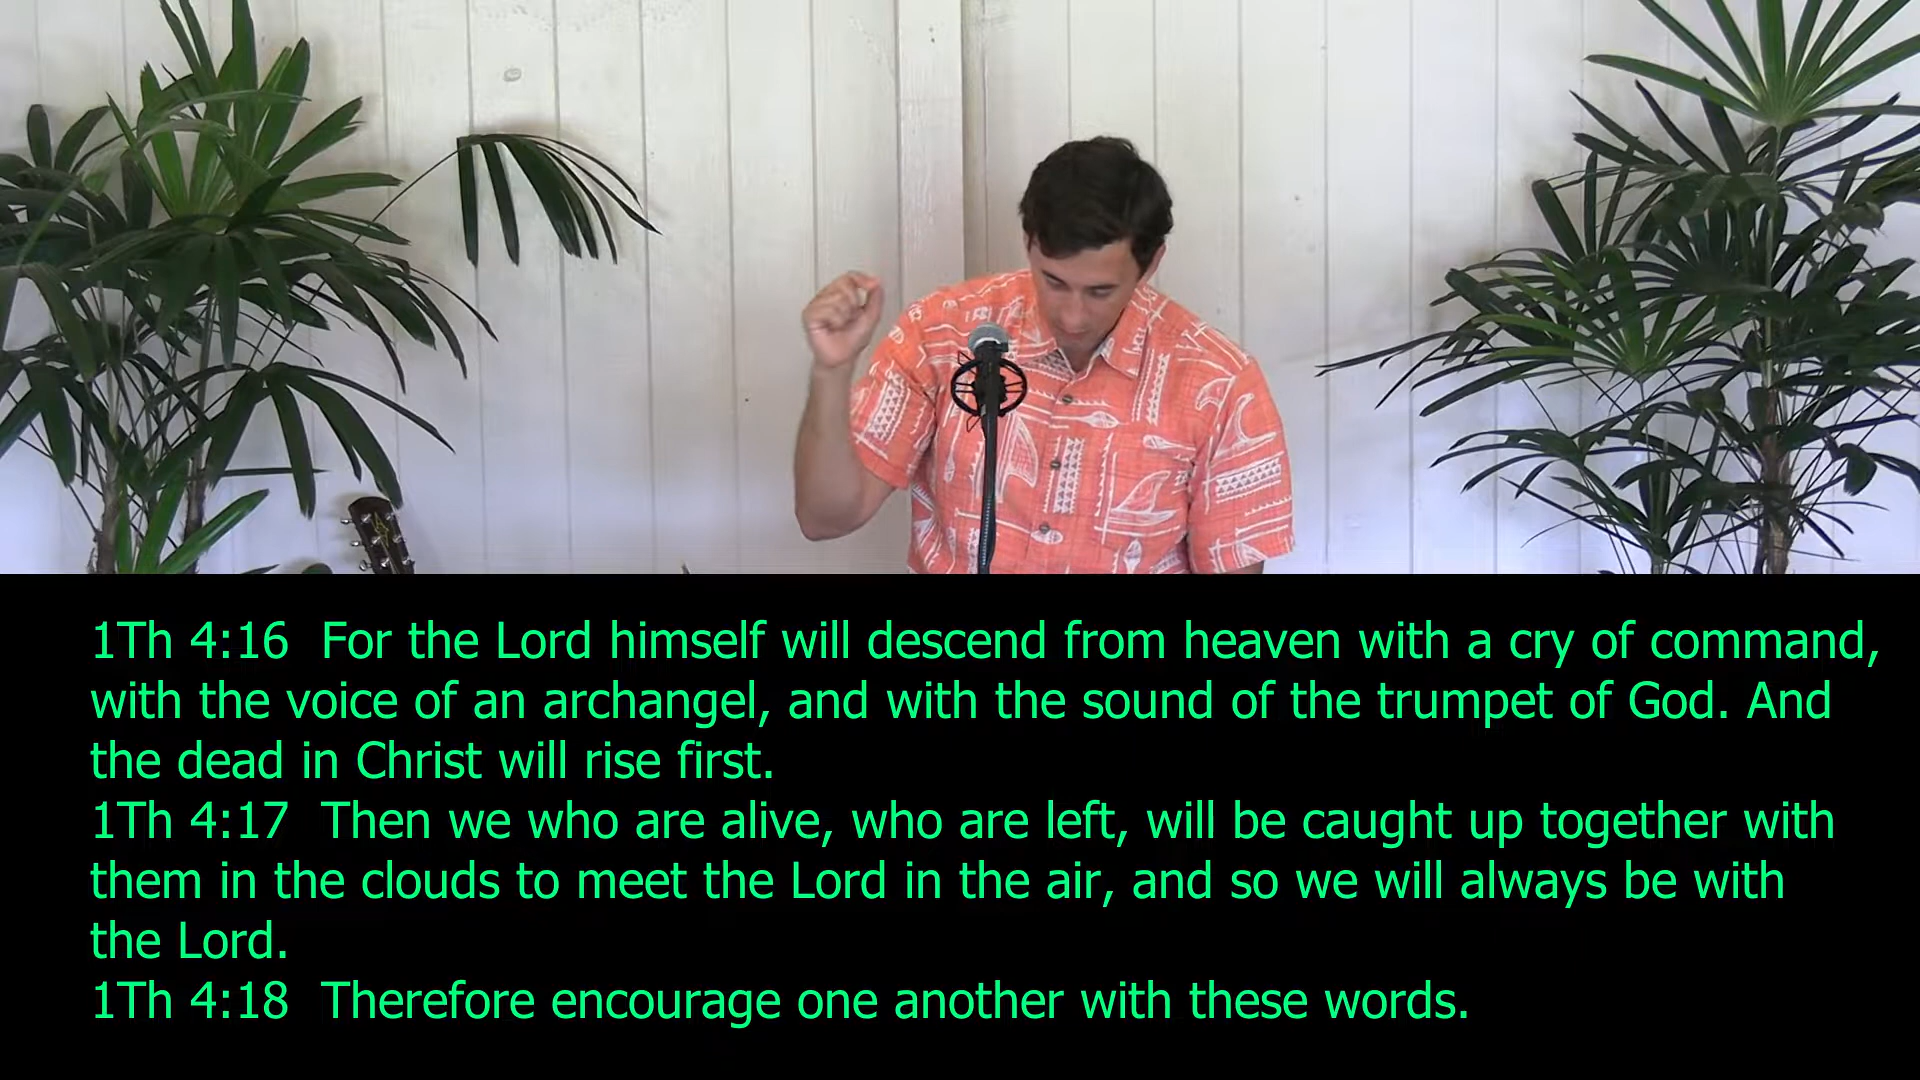 1Th 4:16  For the Lord himself will descend from heaven with a cry of command,
with the voice of an archangel, and with the sound of the trumpet of God. And
the dead in Christ will rise first.
1Th 4:17  Then we who are alive, who are left, will be caught up together with
them in the clouds to meet the Lord in the air, and so we will always be with
the Lord.
1Th 4:18  Therefore encourage one another with these words.